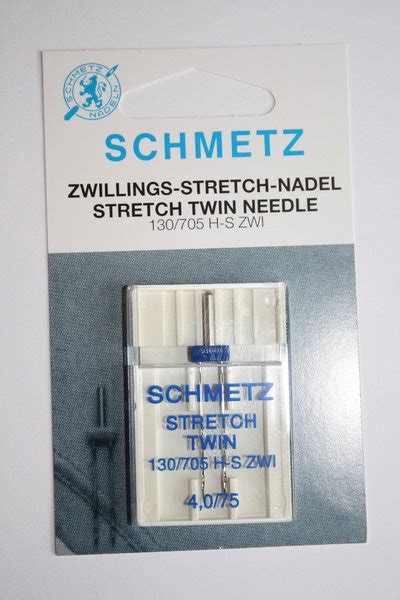 SCHMETZ
NADELN
SCHMETZ
ZWILLINGS-STRETCH-NADEL
STRETCH TWIN NEEDLE
130/705 H-S ZWI
SCHMETZ
STRETCH
TWIN
130/705 H-S ZWI
4,0/75